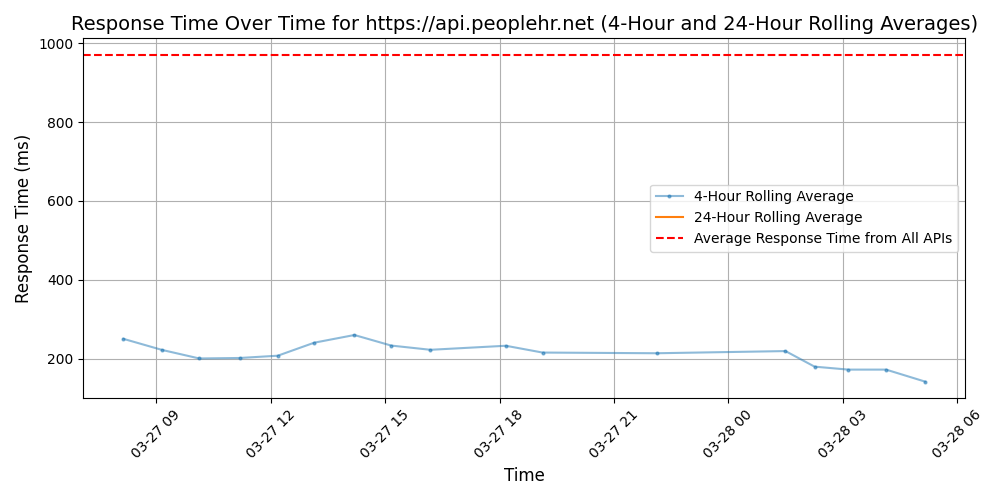 Response Time Over Time for https://api.peoplehr.net (4-Hour and 24-Hour Rolling Averages)
Response Time (ms)
1000
800
600
400
200
4-Hour Rolling Average
24-Hour Rolling Average
Average Response Time from All APIs
03-27 09
03-27 12
03-27 15
03-27 18
03-27 21
03-28 00
03-28 03
03-28 06
Time